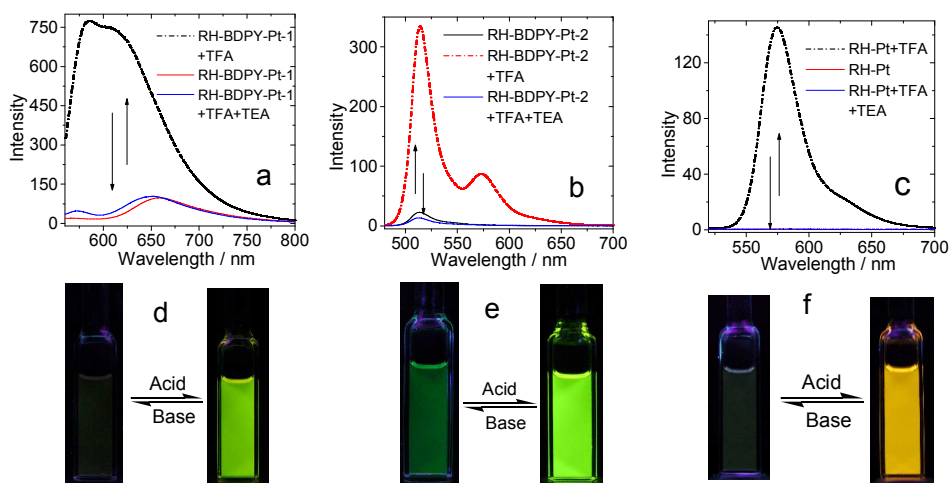 750
600
450
300
150
0
Intensity
RH-BDPY-Pt-1
+TFA
RH-BDPY-Pt-1
RH-BDPY-Pt-1
+TFA+TEA
a
600 650 700 750 800
Wavelength / nm
300
200
100
0
Intensity
RH-BDPY-Pt-2
RH-BDPY-Pt-2
+TFA
RH-BDPY-Pt-2
+TFA+TEA
b
500 550 600 650 700
Wavelength / nm
140
105
70
35
0
Intensity
RH-Pt+TFA
RH-Pt
RH-Pt+TFA
+TEA
c
550 600 650 700
Wavelength / nm
d
Acid
Base
e
Acid
Base
f
Acid
Base